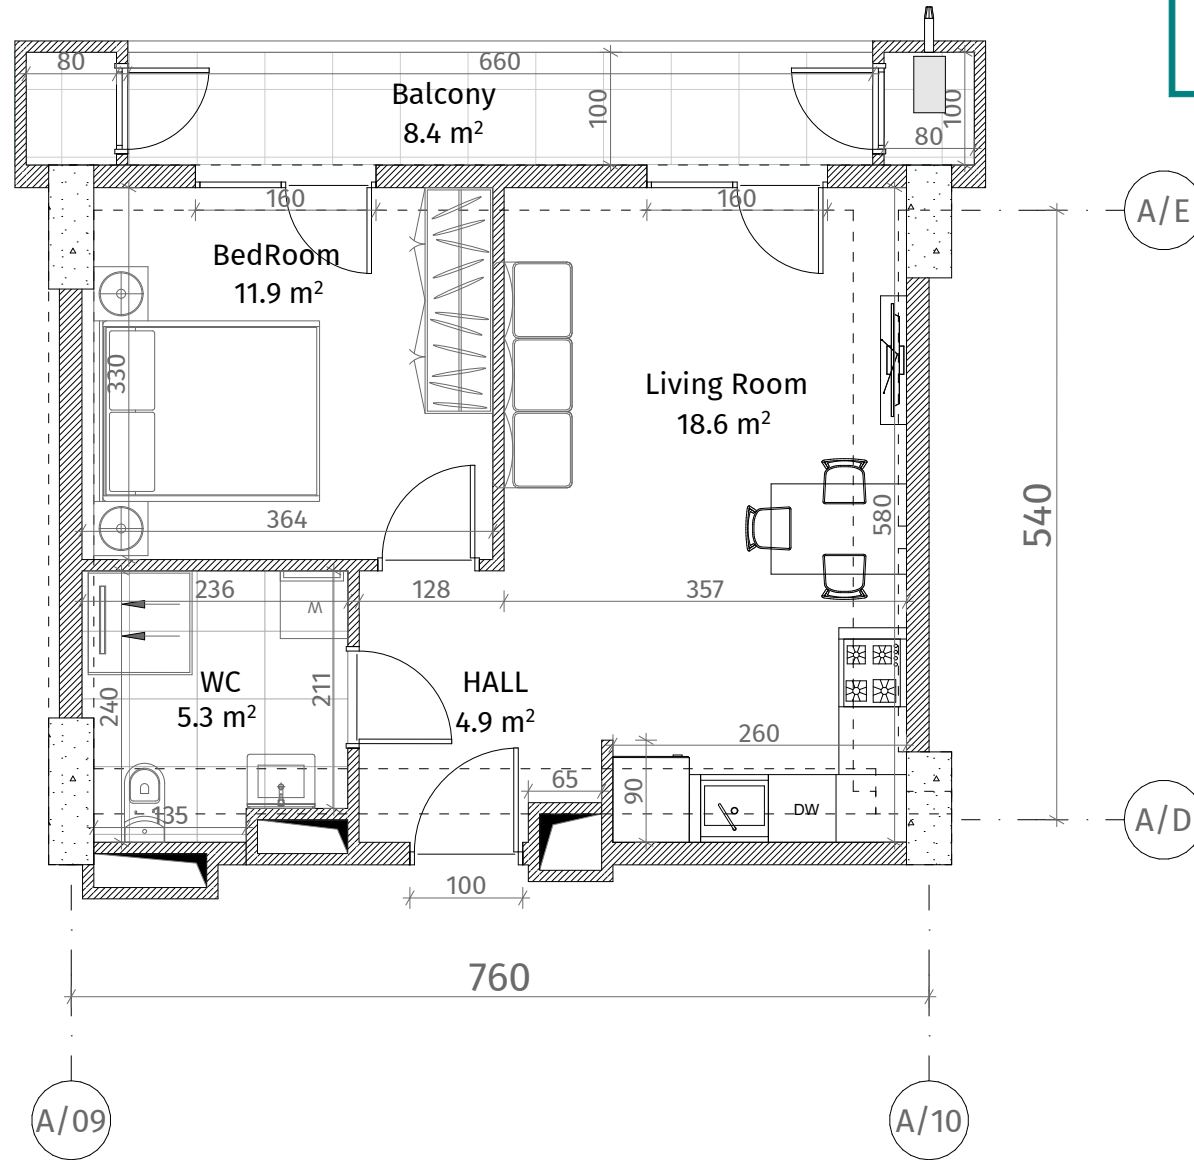 80
660
Balcony
8.4 m²
100
100
80
160
160
A/E
BedRoom
11.9 m²
330
Living Room
18.6 m²
364
580
540
236
128
357
W
WC
5.3 m²
240
211
HALL
4.9 m²
260
65
90
135
DW
A/D
100
760
A/09
A/10